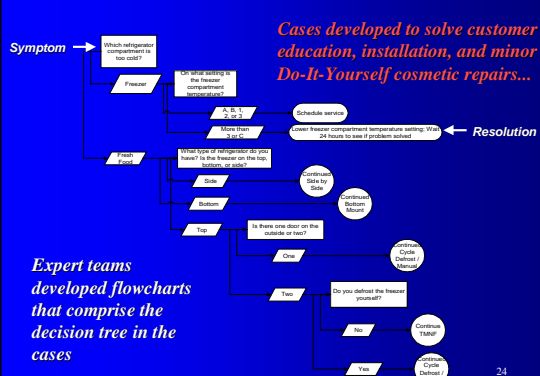 Cases developed to solve customer
education, installation, and minor
Do-It-Yourself cosmetic repairs...
Symptom
Which refrigerator
compartment is
too cold?
Freezer
On what setting is
the freezer
compartment
temperature?
A, B, 1,
2, or 3
Schedule service
More than
3 or C
Lower freezer compartment temperature setting; Wait
24 hours to see if problem solved
Resolution
Fresh
Food
What type of refrigerator do you
have? Is the freezer on the top,
bottom, or side?
Side
Continued
Side by
Side
Bottom
Continued
Bottom
Mount
Top
Is there one door on the
outside or two?
One
Continued
Cycle
Defrost /
Manual
Two
Do you defrost the freezer
yourself?
No
Continue
TMNF
Yes
Continued
Cycle
Defrost /
Expert teams
developed flowcharts
that comprise the
decision tree in the
cases
24